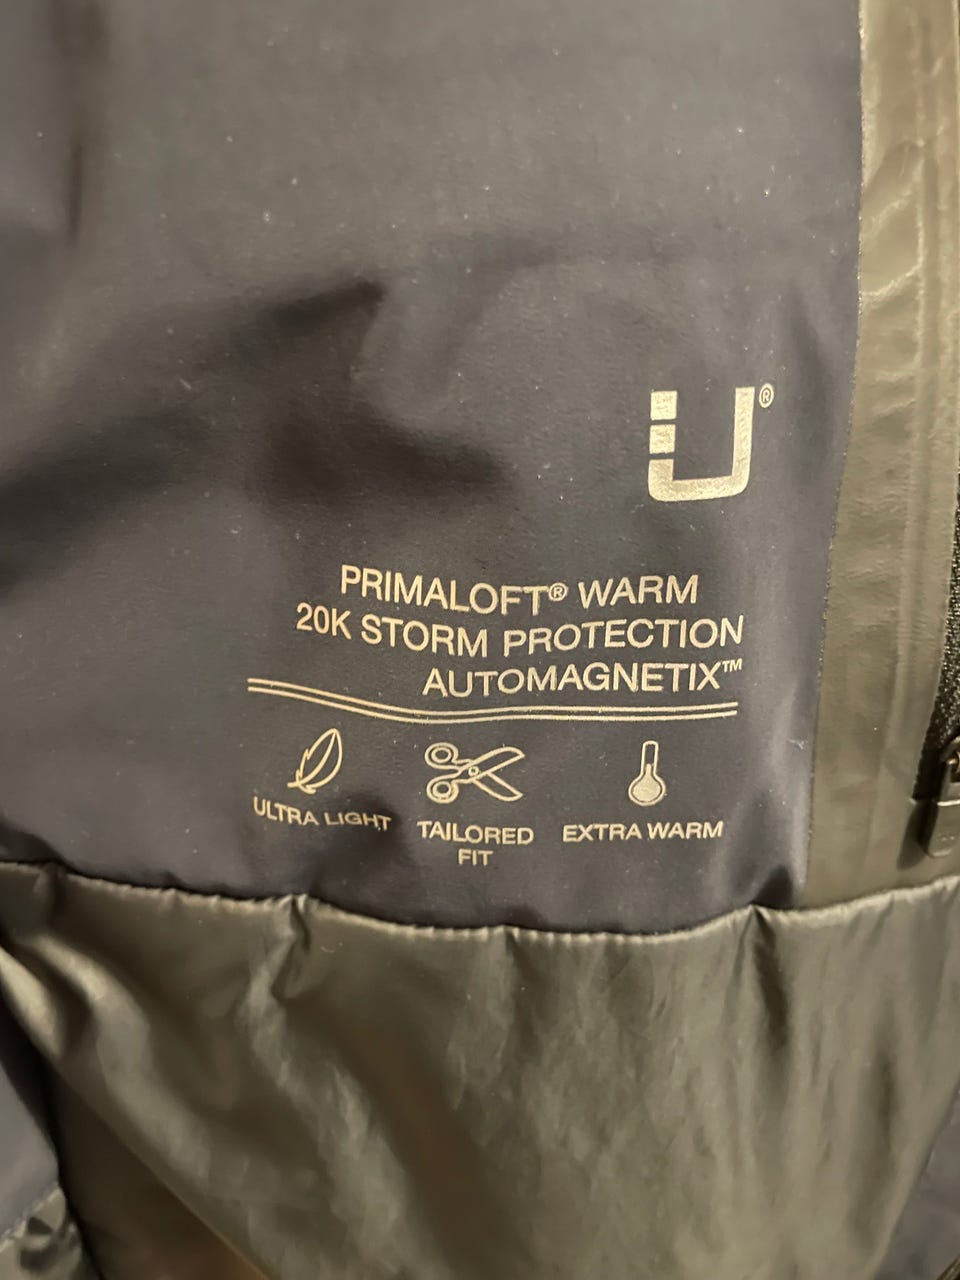 U®
PRIMALOFT® WARM
20K STORM PROTECTION
AUTOMAGNETIX™
ULTRA LIGHT
TAILORED
FIT
EXTRA WARM